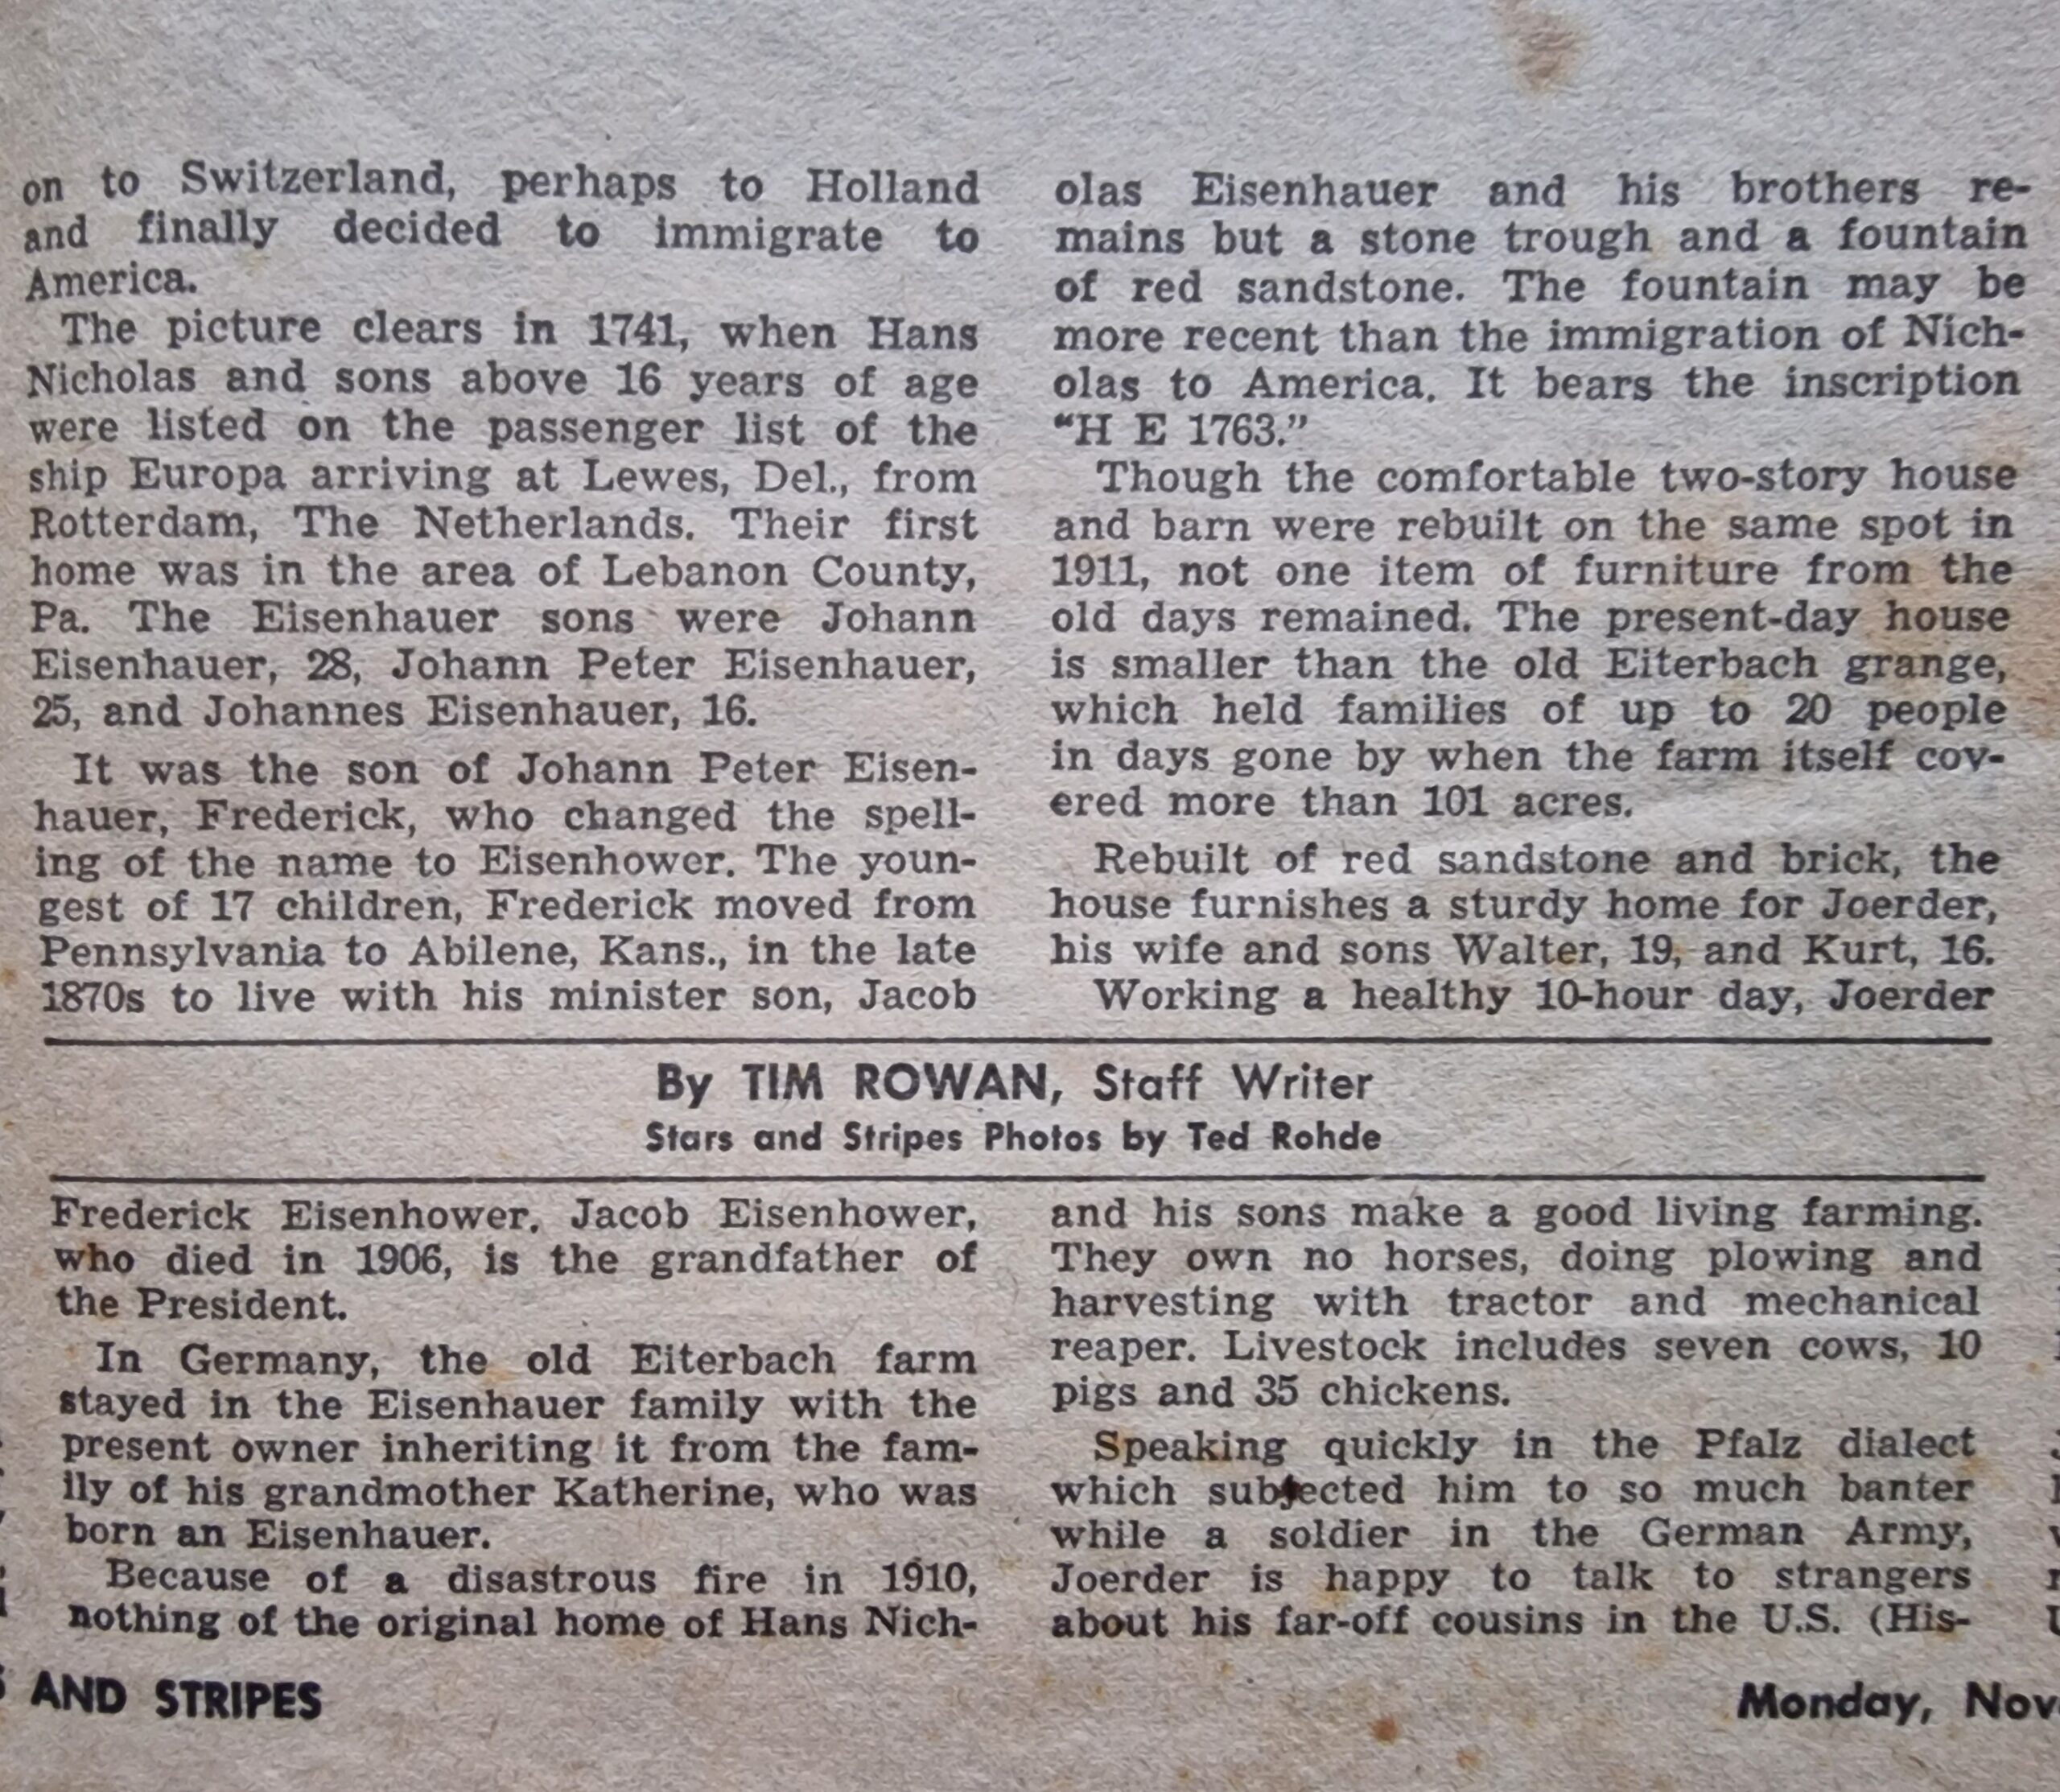 on to Switzerland, perhaps to Holland
and finally decided to immigrate to
America.
The picture clears in 1741, when Hans
Nicholas and sons above 16 years of age
were listed on the passenger list of the
ship Europa arriving at Lewes, Del., from
Rotterdam, The Netherlands. Their first
home was in the area of Lebanon County,
Pa. The Eisenhauer sons were Johann
Eisenhauer, 28, Johann Peter Eisenhauer,
25, and Johannes Eisenhauer, 16.
It was the son of Johann Peter Eisen-
hauer, Frederick, who changed the spell-
ing of the name to Eisenhower. The youn-
gest of 17 children, Frederick moved from
Pennsylvania to Abilene, Kans., in the late
1870s to live with his minister son, Jacob
Frederick Eisenhower. Jacob Eisenhower,
who died in 1906, is the grandfather of
the President.
In Germany, the old Eiterbach farm
stayed in the Eisenhauer family with the
present owner inheriting it from the fam-
ily of his grandmother Katherine, who was
born an Eisenhauer.
Because of a disastrous fire in 1910,
nothing of the original home of Hans Nich-
olas Eisenhauer and his brothers re-
mains but a stone trough and a fountain
of red sandstone. The fountain may be
more recent than the immigration of Nich-
olas to America. It bears the inscription
“H E 1763.”
Though the comfortable two-story house
and barn were rebuilt on the same spot in
1911, not one item of furniture from the
old days remained. The present-day house
is smaller than the old Eiterbach grange,
which held families of up to 20 people
in days gone by when the farm itself cov-
ered more than 101 acres.
Rebuilt of red sandstone and brick, the
house furnishes a sturdy home for Joerder,
his wife and sons Walter, 19, and Kurt, 16.
Working a healthy 10-hour day, Joerder
and his sons make a good living farming.
They own no horses, doing plowing and
harvesting with tractor and mechanical
reaper. Livestock includes seven cows, 10
pigs and 35 chickens.
Speaking quickly in the Pfalz dialect
which subjected him to so much banter
while a soldier in the German Army,
Joerder is happy to talk to strangers
about his far-off cousins in the U.S. (His-
By TIM ROWAN, Staff Writer
Stars and Stripes Photos by Ted Rohde
AND STRIPES
Monday, Nov